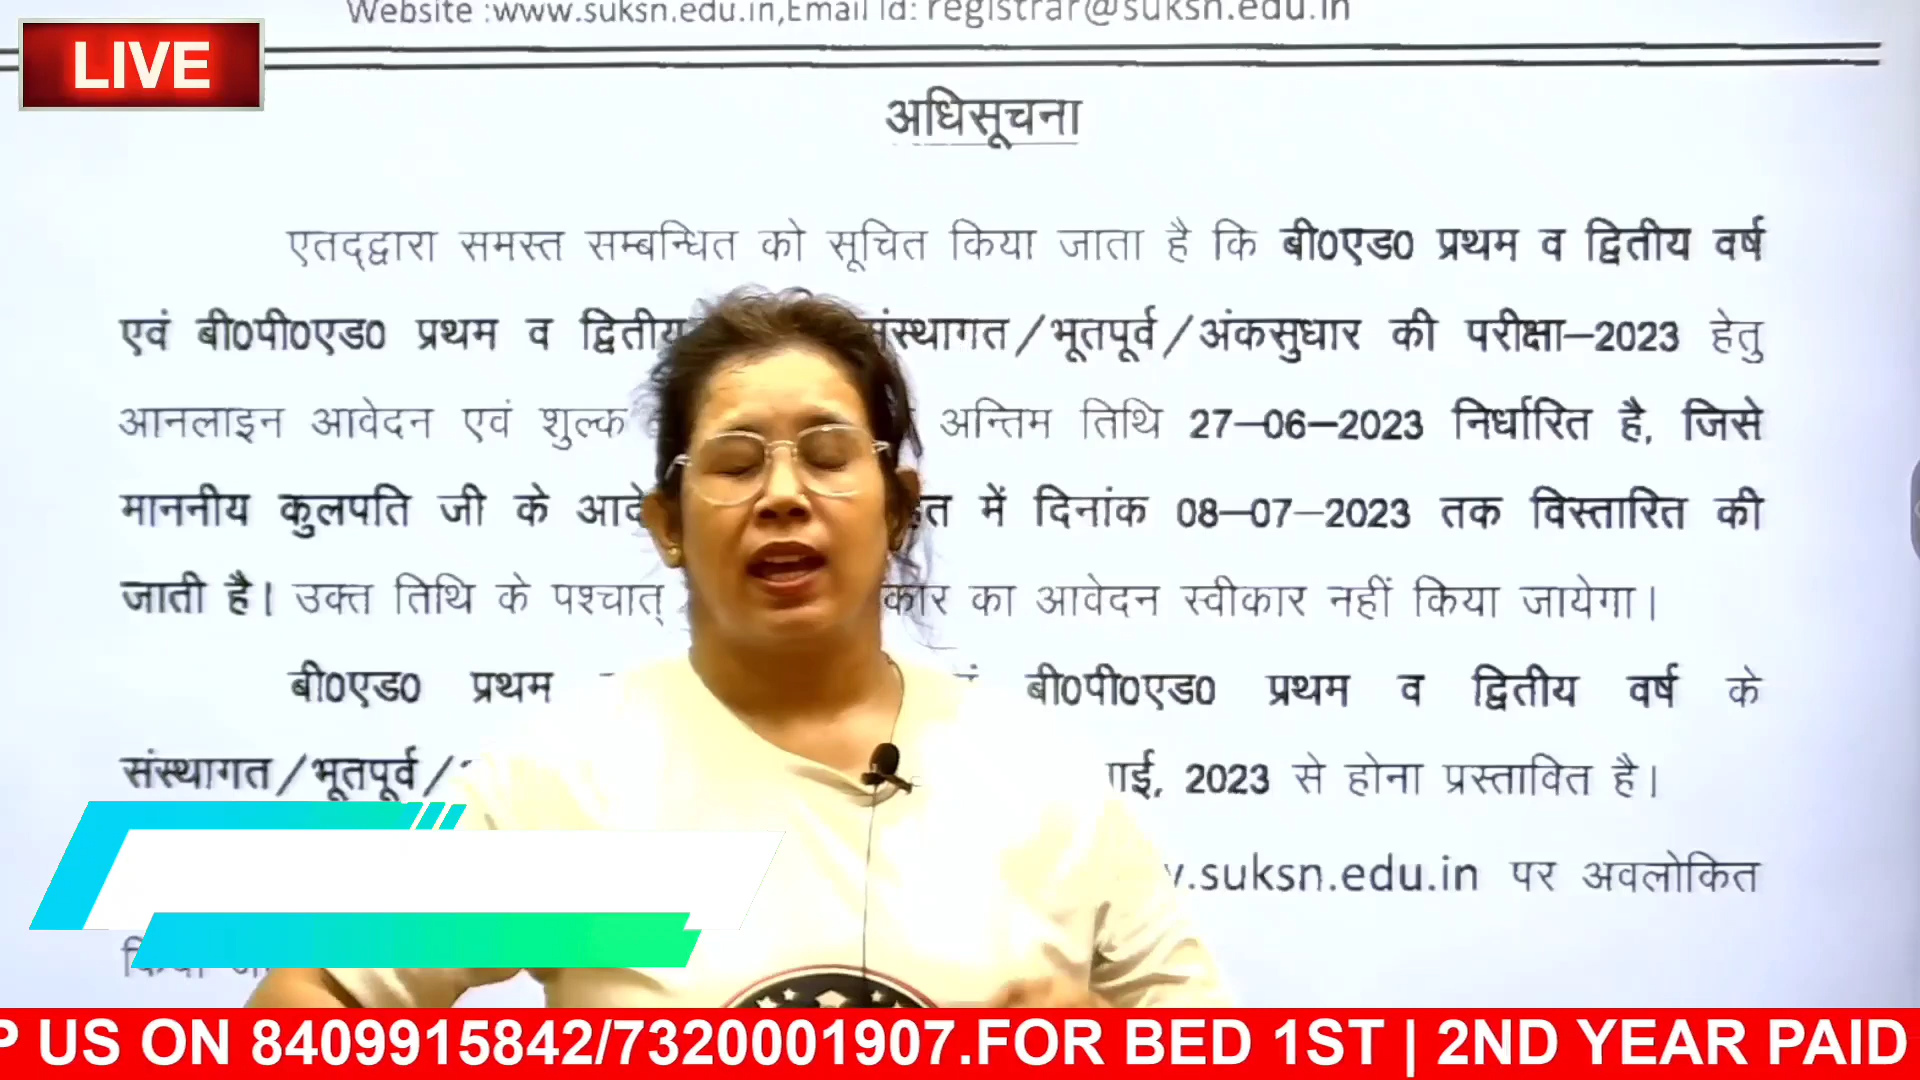 Website :www.suksn.edu.in,Email Id: registrar@suksn.edu.in
LIVE
अधिसूचना
एतद्द्वारा समस्त सम्बन्धित को सूचित किया जाता है कि बी0एड0 प्रथम व द्वितीय वर्ष
एवं बी0पी0एड0 प्रथम व द्वितीय संस्थागत/भूतपूर्व/अंकसुधार की परीक्षा–2023 हेतु
आनलाइन आवेदन एवं शुल्क अन्तिम तिथि 27–06–2023 निर्धारित है, जिसे
माननीय कुलपति जी के में दिनांक 08–07–2023 तक विस्तारित की
जाती है। उक्त तिथि के पश्चात् का आवेदन स्वीकार नहीं किया जायेगा।
बी0एड0 प्रथम बी0पी0एड0 प्रथम व द्वितीय वर्ष के
संस्थागत/भूतपूर्व/ 2023 से होना प्रस्तावित है।
.suksn.edu.in पर अवलोकित
US ON 8409915842/7320001907.FOR BED 1ST | 2ND YEAR PAID